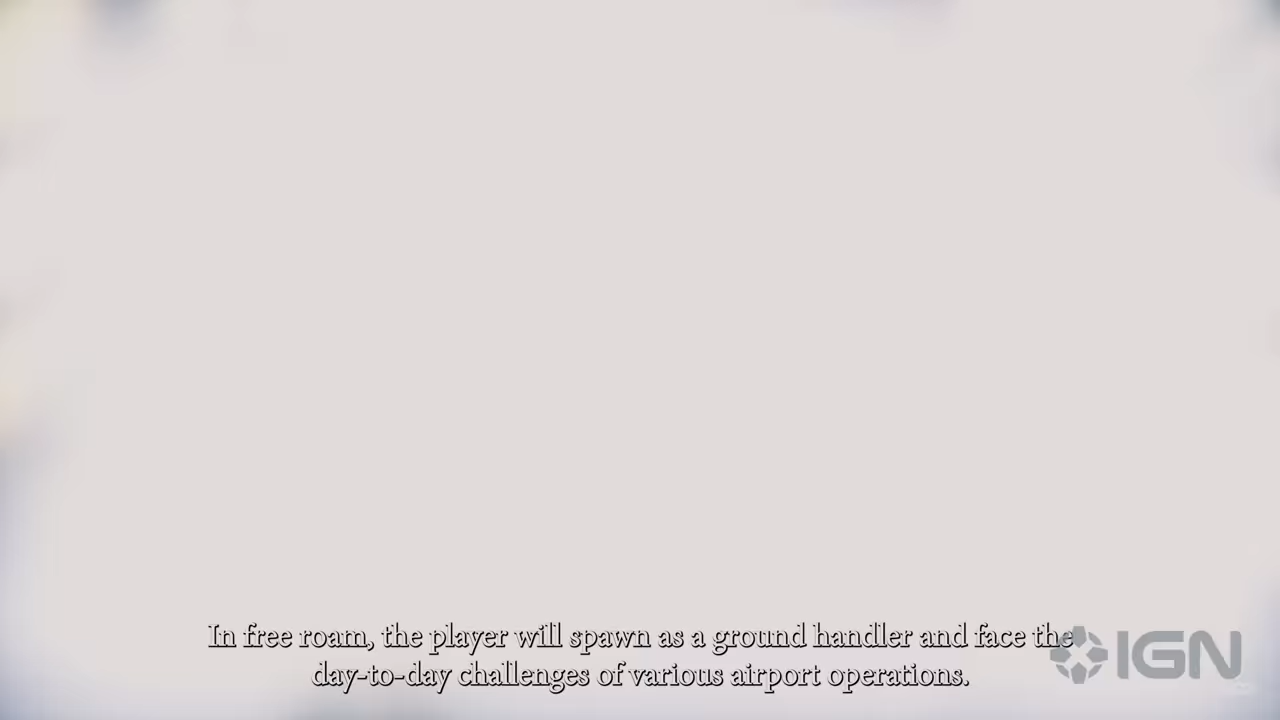 In free roam, the player will spawn as a ground handler and face the
day-to-day challenges of various airport operations.
IGN